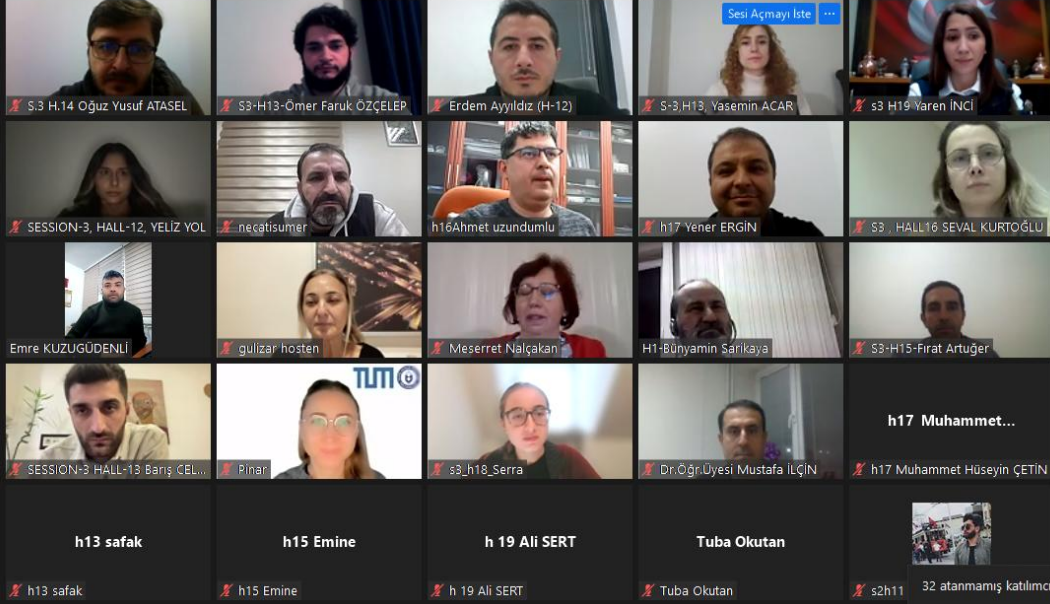 Sesi Açmayı İste ...
S.3 H.14 Oğuz Yusuf ATASEL
S3-H13-Ömer Faruk ÖZÇELEP
Erdem Ayyıldız (H-12)
S-3,H13, Yasemin ACAR
s3 H19 Yaren İNCİ
SESSION-3, HALL-12, YELİZ YOL
necatisumer
h16Ahmet uzundumlu
h17 Yener ERGİN
S3 , HALL16 SEVAL KURTOĞLU
Emre KUZUGÜDENLİ
gulizar hosten
Meserret Nalçakan
H1-Bünyamin Sarikaya
S3-H15-Fırat Artuğer
TUMO
SESSION-3 HALL-13 Barış ÇEL...
Pınar
s3_h18_Serra
Dr.Öğr.Üyesi Mustafa İLÇİN
h17 Muhammet...
h17 Muhammet Hüseyin ÇETİN
h13 safak
h15 Emine
h 19 Ali SERT
Tuba Okutan
h13 safak
h15 Emine
h 19 Ali SERT
Tuba Okutan
s2h11
32 atanmamış katılımcı